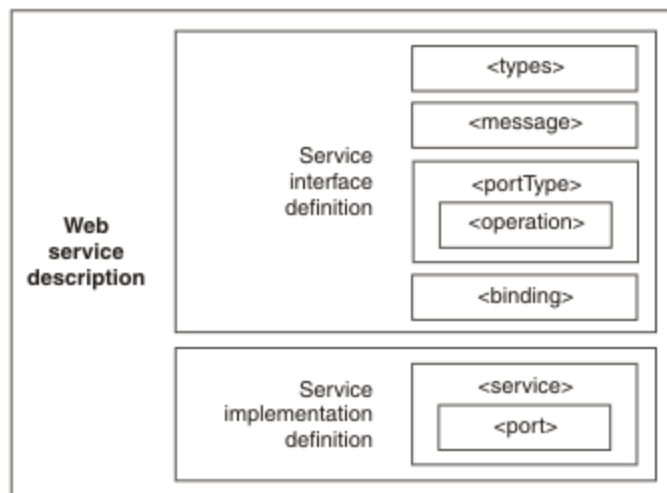 Web
service
description
Service
interface
definition
<types>
<message>
<portType>
<operation>
<binding>
Service
implementation
definition
<service>
<port>